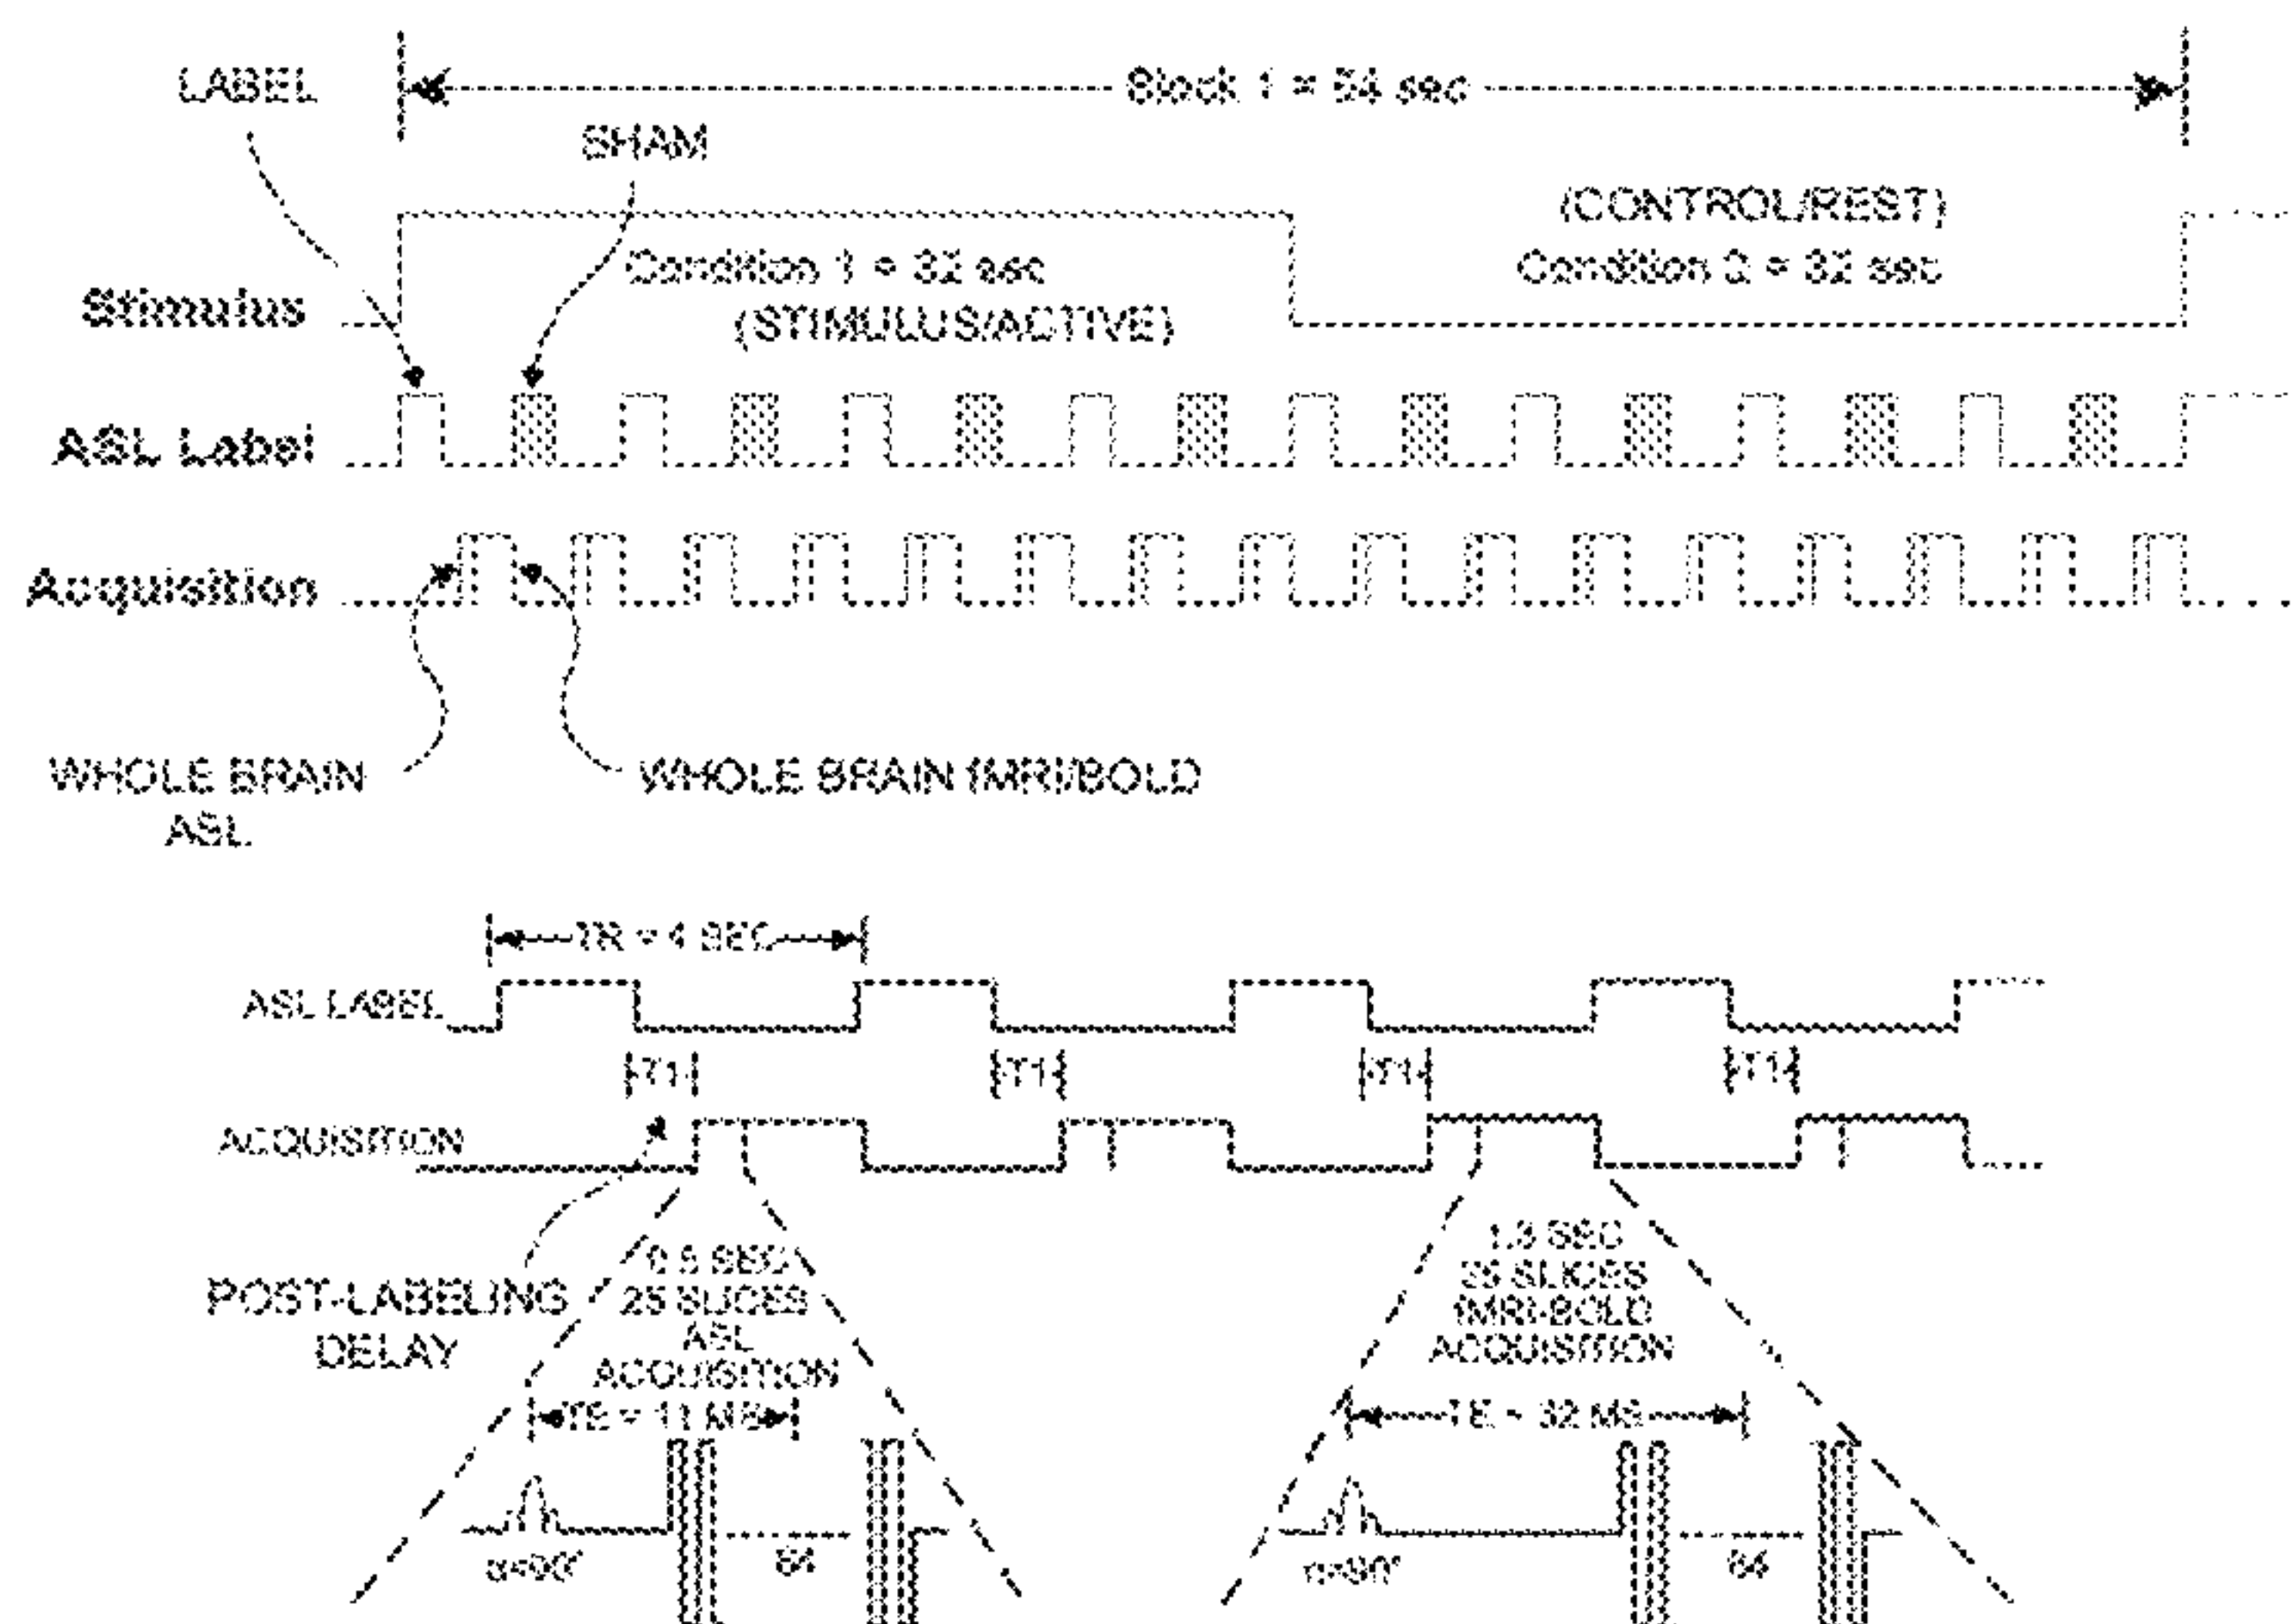 LABEL
Block 1 = 64 sec
SHAM
(CONTROL/REST)
Condition 1 = 32 sec
Condition 2 = 32 sec
Stimulus
(STIMULUS/ACTIVE)
ASL Label
Acquisition
WHOLE BRAIN
ASL
WHOLE BRAIN fMRI/BOLD
TR = 4 SEC
ASL LABEL
T1
T1
T1
T1
ACQUISITION
POST-LABELING
DELAY
0.5 SEC
25 SLICES
ASL
ACQUISITION
1.3 SEC
SLICES
fMRI-BOLD
ACQUISITION
TE = 11 MS
TE = 32 MS
α=90°
64
α=90°
64